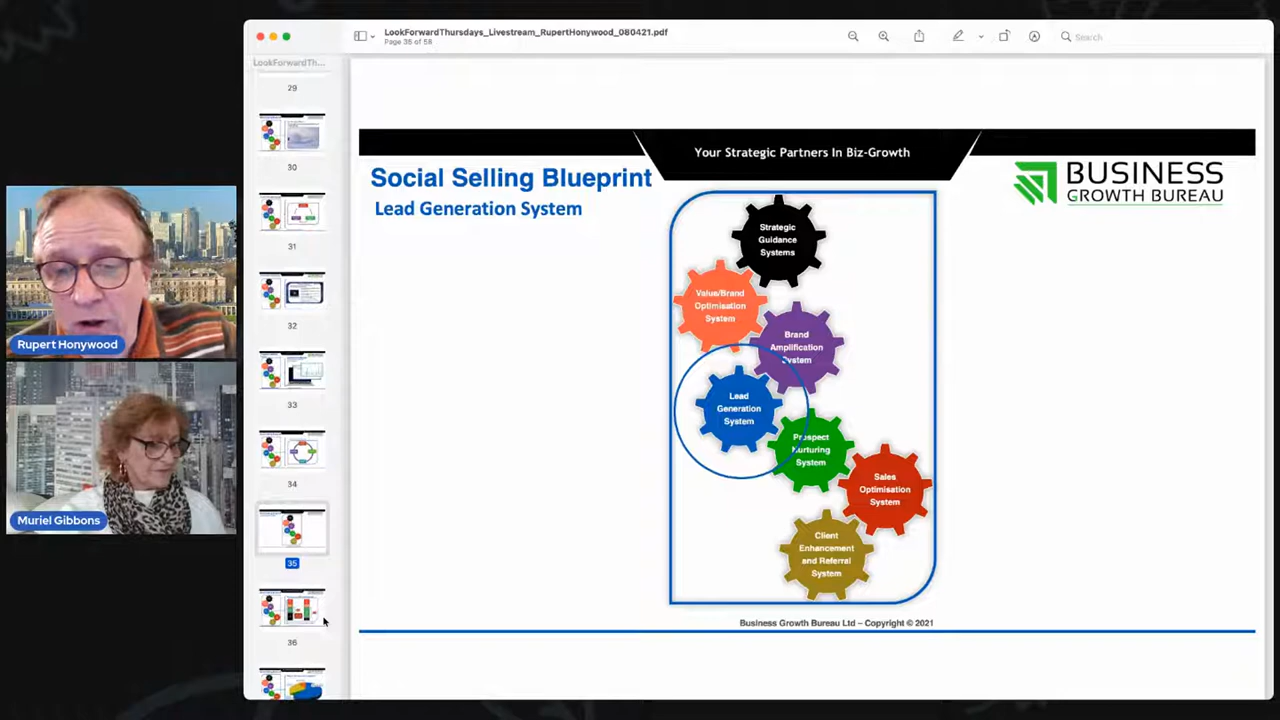 LookForwardThursdays_Livestream_RupertHonywood_080421.pdf
Page 35 of 58
Search
LookForwardTh...
29
30
31
32
33
34
35
36
Your Strategic Partners In Biz-Growth
Social Selling Blueprint
Lead Generation System
BUSINESS
GROWTH BUREAU
Strategic
Guidance
Systems
Value/Brand
Optimisation
System
Brand
Amplification
System
Lead
Generation
System
Prospect
Nurturing
System
Sales
Optimisation
System
Client
Enhancement
and Referral
System
Business Growth Bureau Ltd – Copyright © 2021
Rupert Honywood
Muriel Gibbons